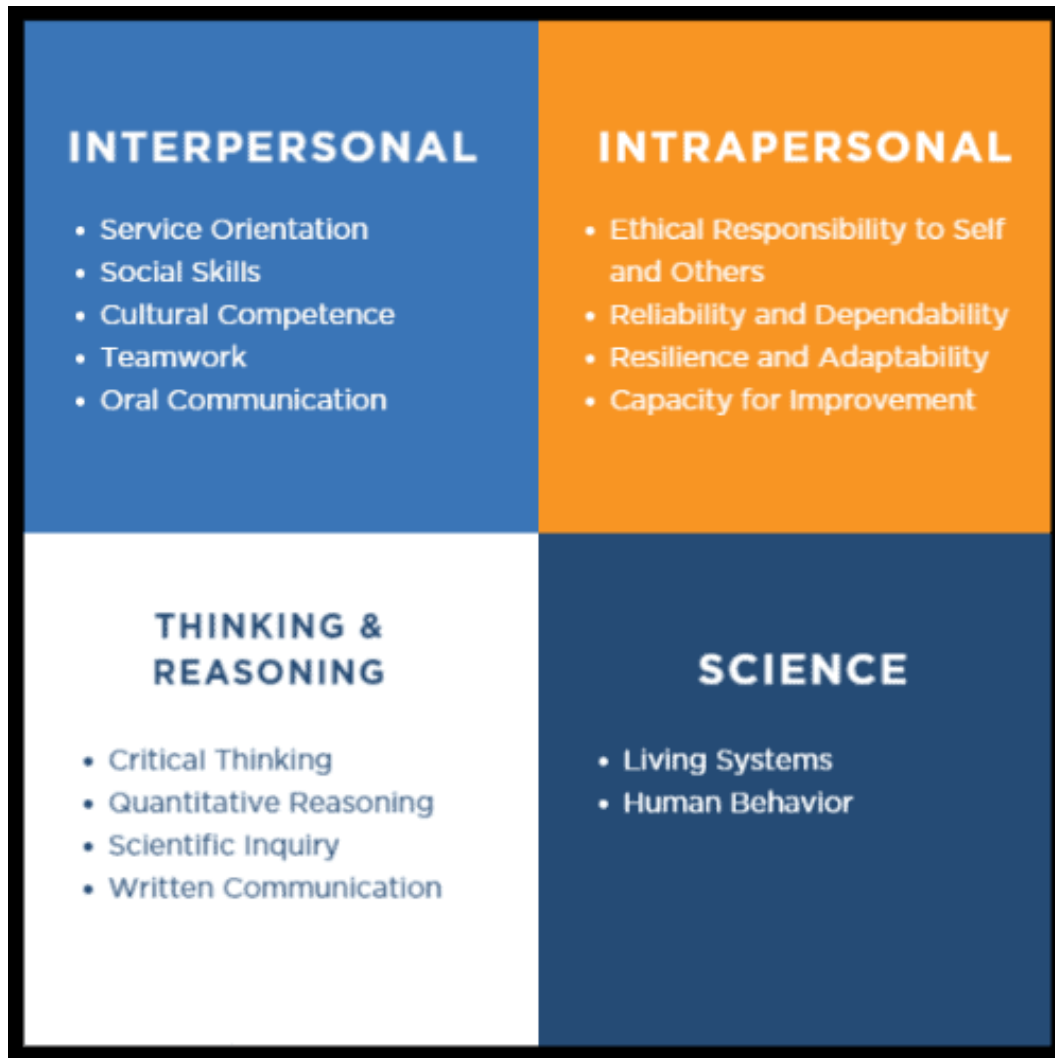 INTERPERSONAL
• Service Orientation
• Social Skills
• Cultural Competence
• Teamwork
• Oral Communication
INTRAPERSONAL
• Ethical Responsibility to Self
and Others
• Reliability and Dependability
• Resilience and Adaptability
• Capacity for Improvement
THINKING &
REASONING
• Critical Thinking
• Quantitative Reasoning
• Scientific Inquiry
• Written Communication
SCIENCE
• Living Systems
• Human Behavior